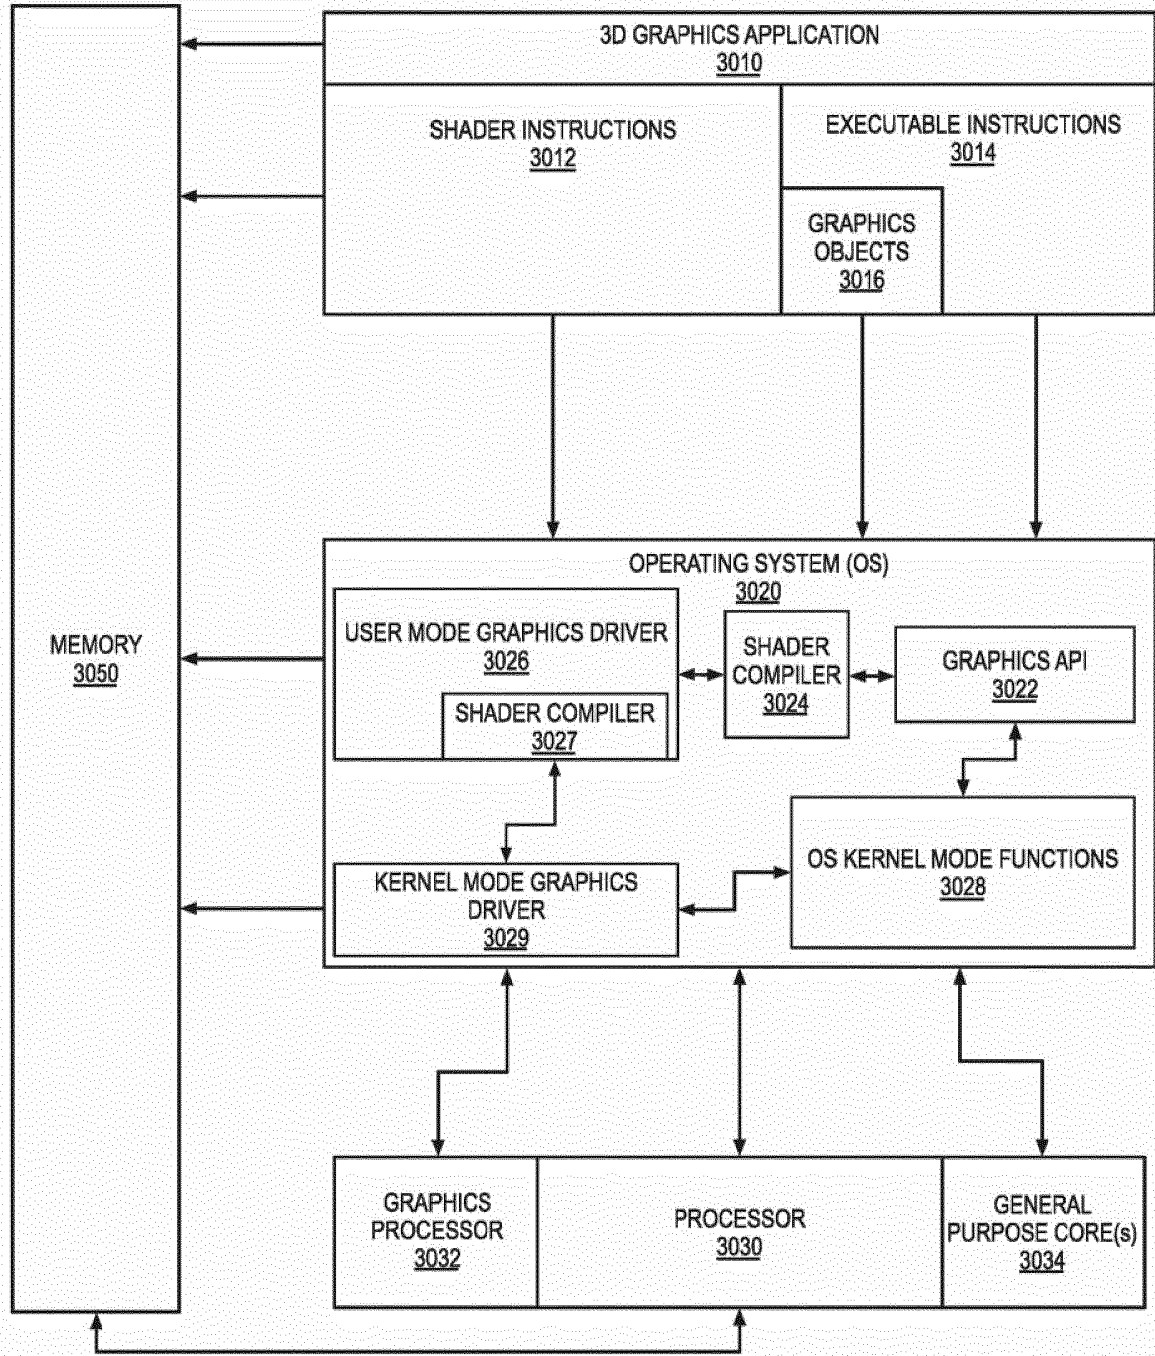 3D GRAPHICS APPLICATION
3010
SHADER INSTRUCTIONS
3012
EXECUTABLE INSTRUCTIONS
3014
GRAPHICS
OBJECTS
3016
OPERATING SYSTEM (OS)
3020
USER MODE GRAPHICS DRIVER
3026
SHADER COMPILER
3027
SHADER
COMPILER
3024
GRAPHICS API
3022
MEMORY
3050
OS KERNEL MODE FUNCTIONS
3028
KERNEL MODE GRAPHICS
DRIVER
3029
GRAPHICS
PROCESSOR
3032
PROCESSOR
3030
GENERAL
PURPOSE CORE(s)
3034